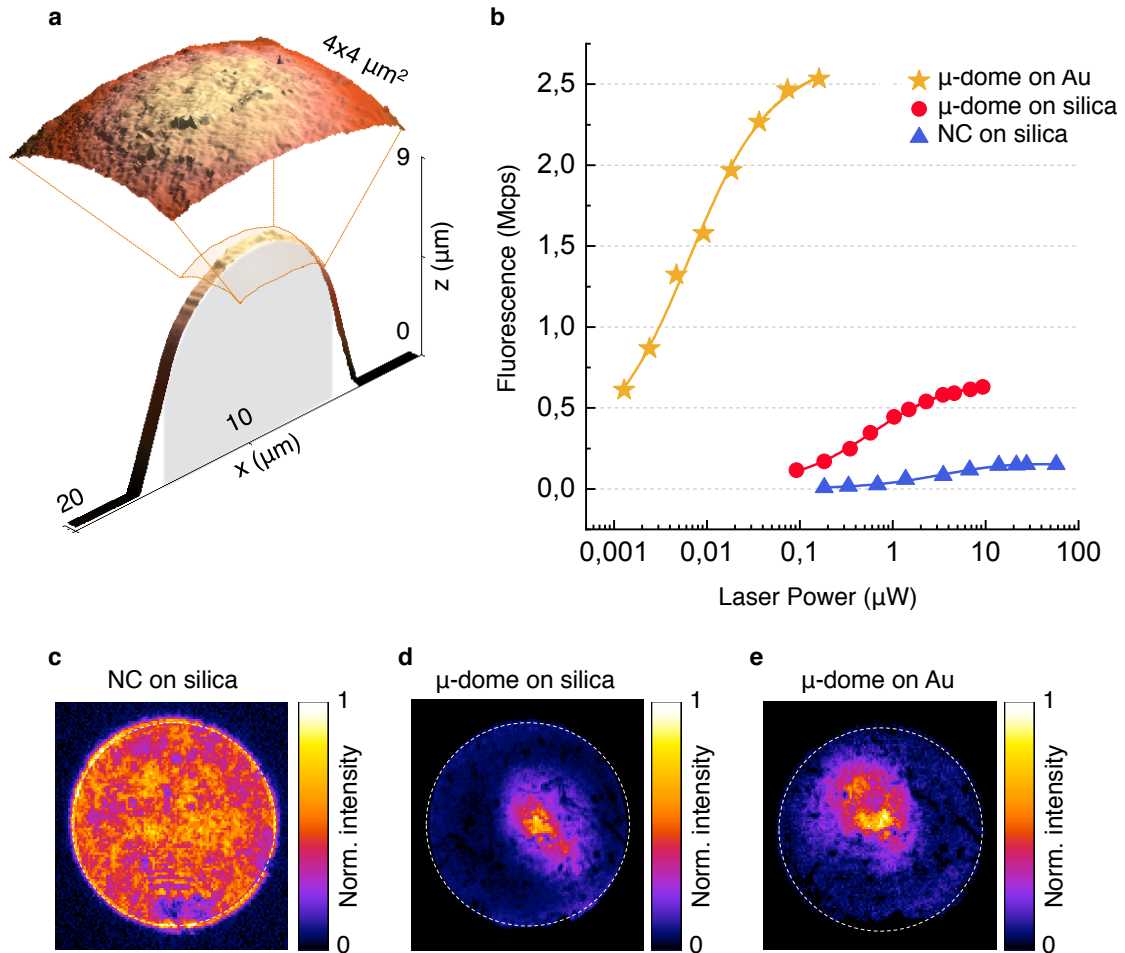 a
4x4 µm²
9
z (µm)
0
10
x (µm)
20
b
Fluorescence (Mcps)
2,5
2,0
1,5
1,0
0,5
0,0
µ-dome on Au
µ-dome on silica
NC on silica
0,001
0,01
0,1
1
10
100
Laser Power (µW)
c
NC on silica
1
Norm. intensity
0
d
µ-dome on silica
1
Norm. intensity
0
e
µ-dome on Au
1
Norm. intensity
0